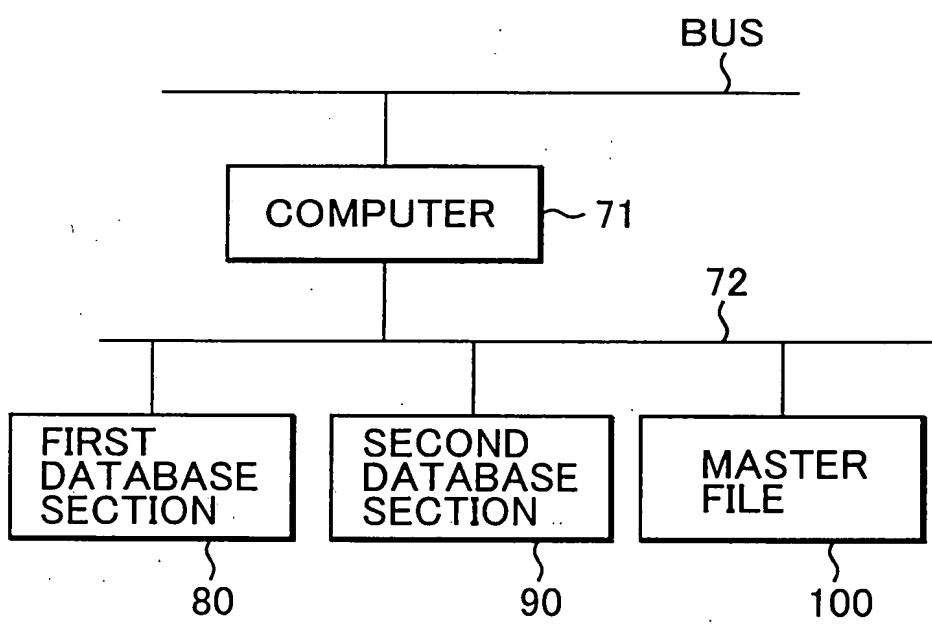 BUS
COMPUTER
71
72
FIRST
DATABASE
SECTION
SECOND
DATABASE
SECTION
MASTER
FILE
80
90
100